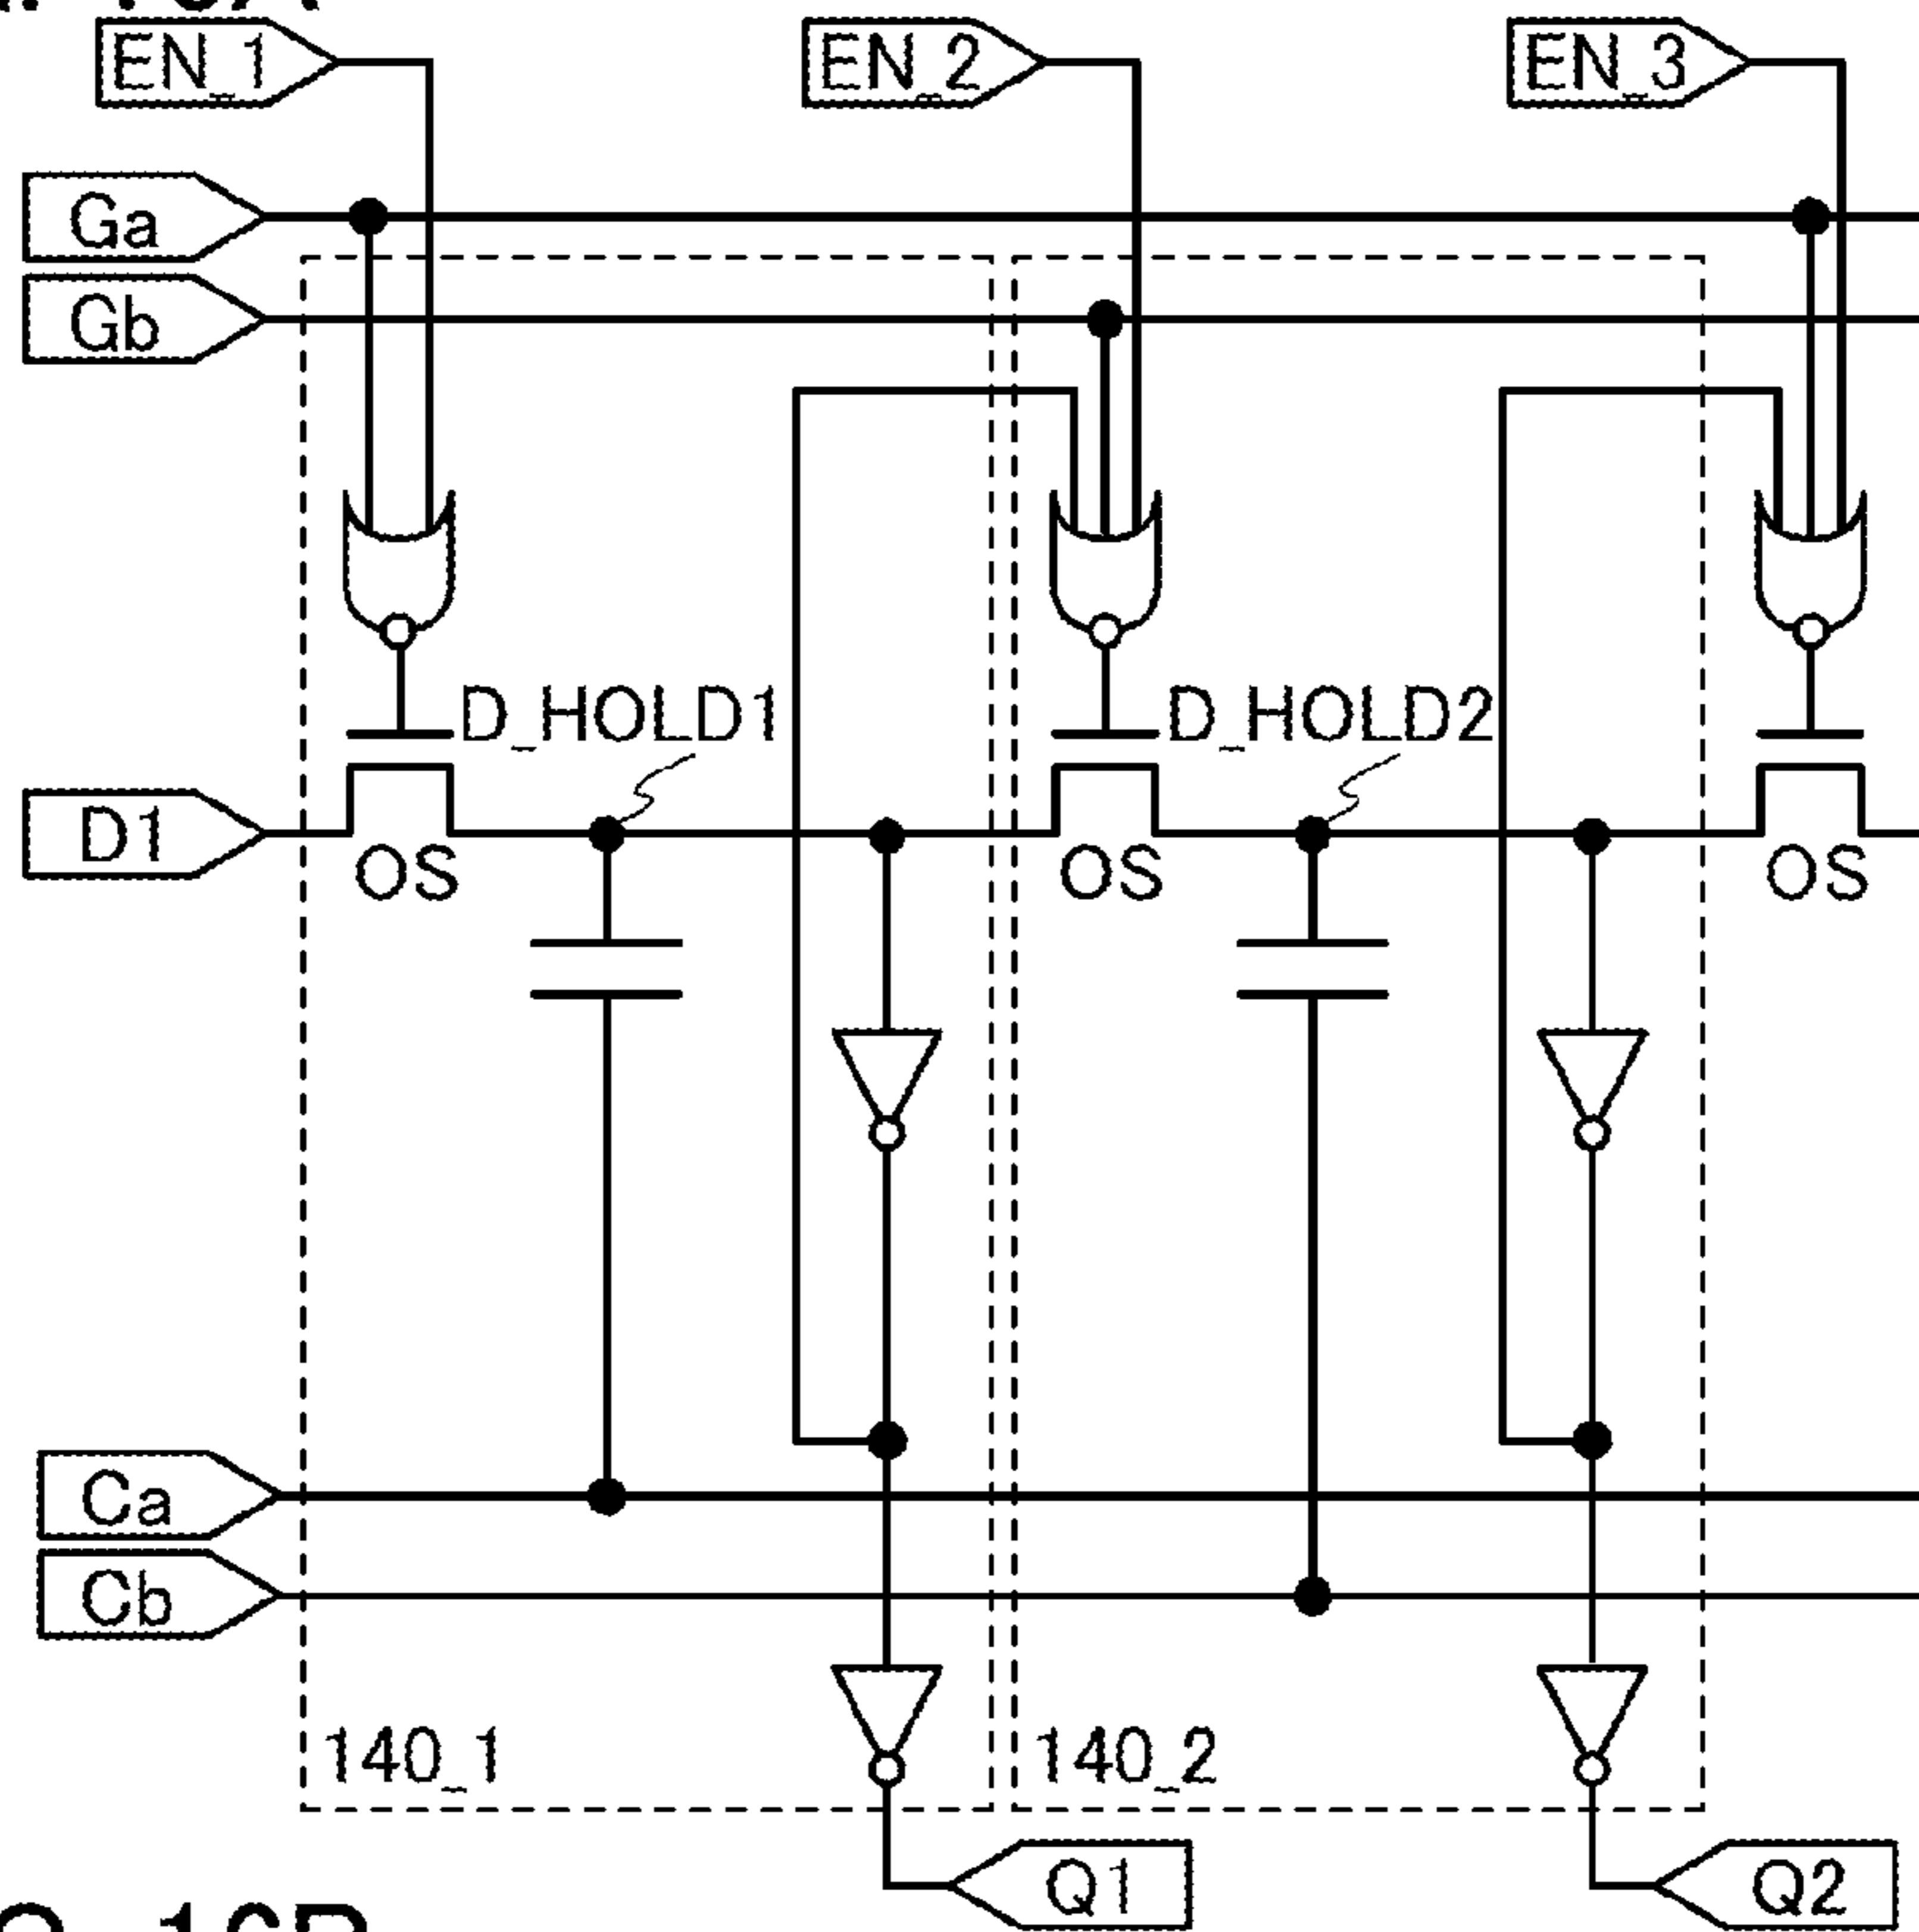 EN_1 EN_2 EN_3
Ga
Gb
D_HOLD1 D_HOLD2
D1
OS OS OS
Ca
Cb
140_1 140_2
Q1 Q2